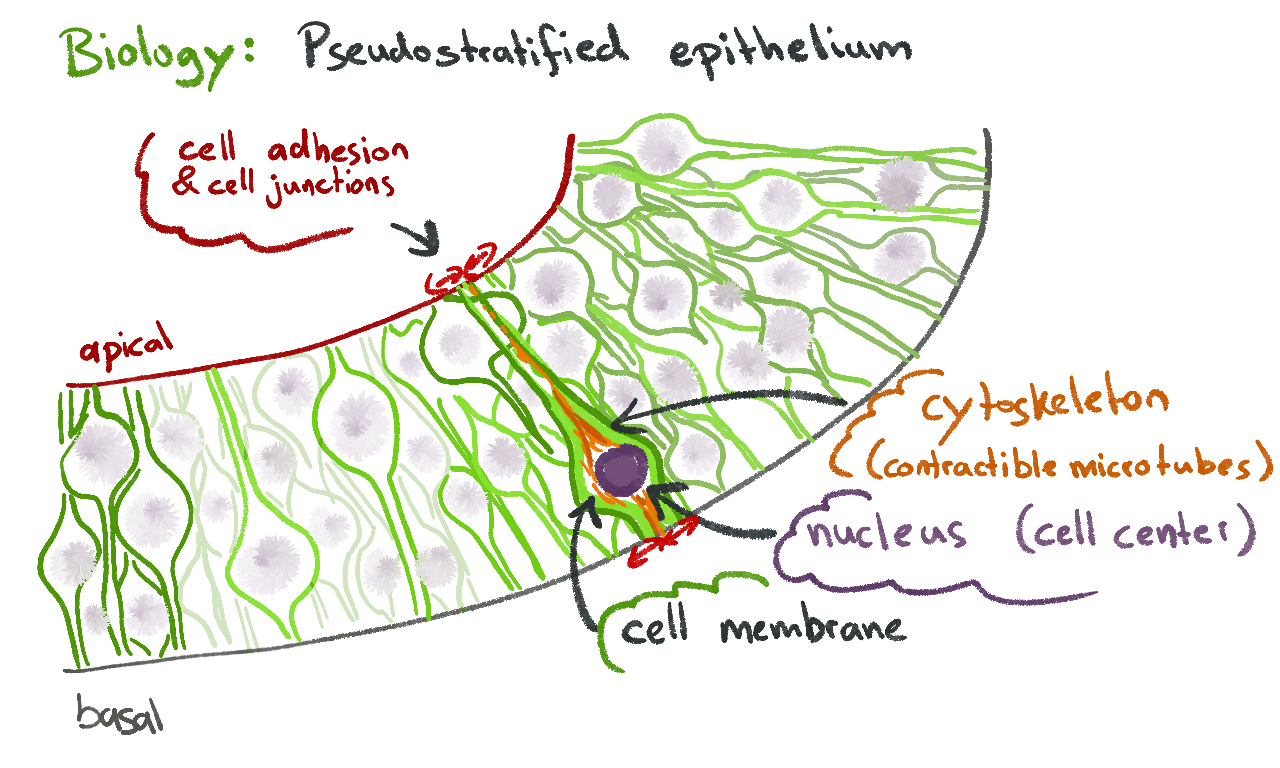 Biology: Pseudostratified epithelium
cell adhesion
& cell junctions
apical
cytoskeleton
(contractible microtubes)
nucleus (cell center)
cell membrane
basal